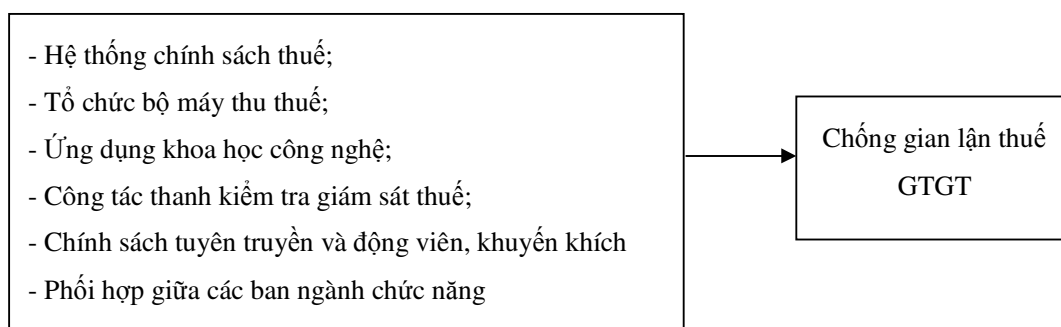 - Hệ thống chính sách thuế;
- Tổ chức bộ máy thu thuế;
- Ứng dụng khoa học công nghệ;
- Công tác thanh kiểm tra giám sát thuế;
- Chính sách tuyên truyền và động viên, khuyến khích
- Phối hợp giữa các ban ngành chức năng
Chống gian lận thuế
GTGT